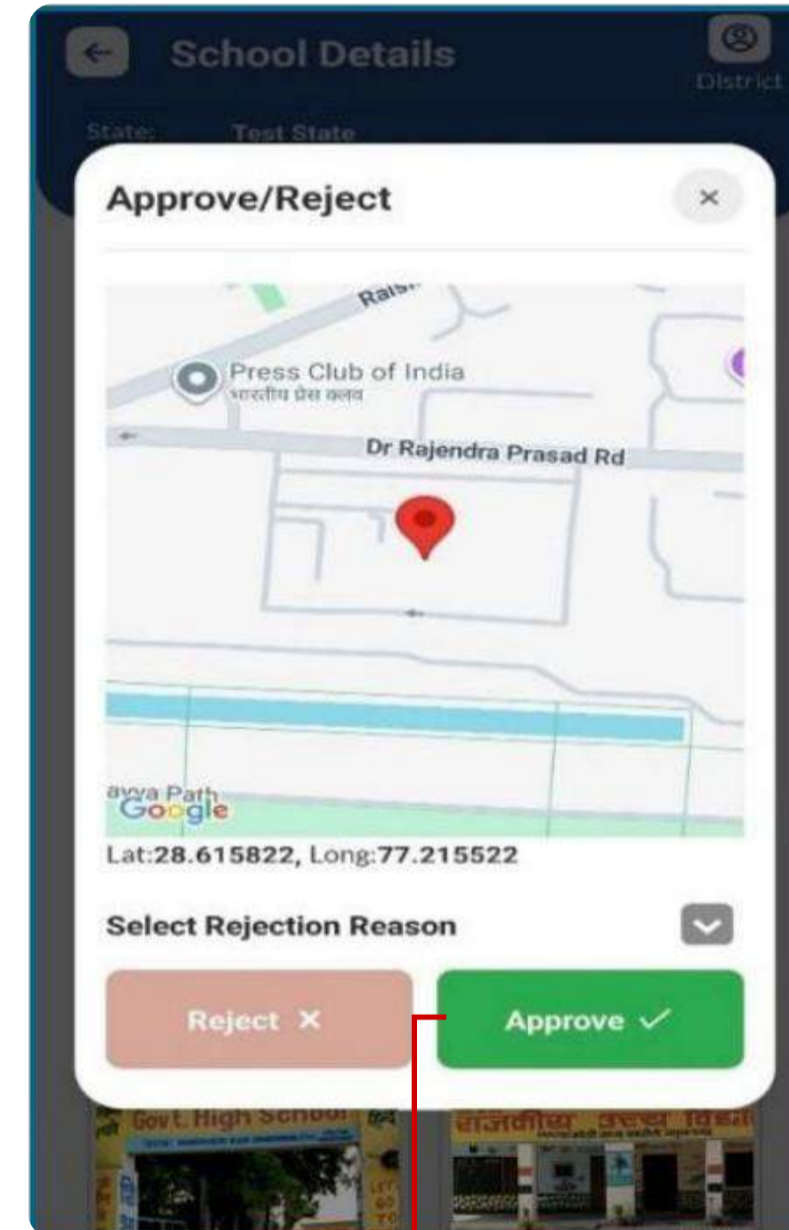 School Details
District
State: Test State
Approve/Reject
Press Club of India
भारतीय प्रेस क्लब
Dr Rajendra Prasad Rd
Google
Lat:28.615822, Long:77.215522
Select Rejection Reason
Reject
Approve
Govt. High School
राजकीय उच्च